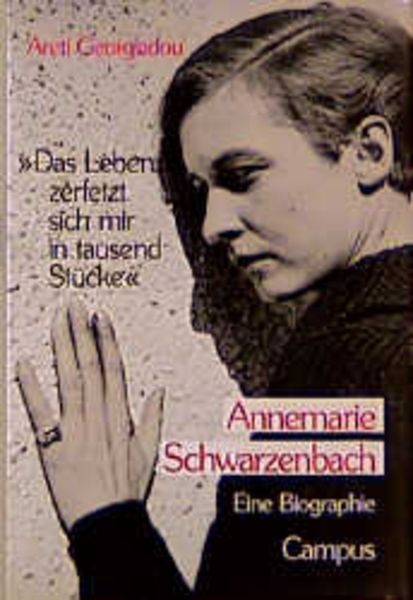 Areti Georgiadou
»Das Leben
zerfetzt
sich mir
in tausend
Stücke«
Annemarie
Schwarzenbach
Eine Biographie
Campus